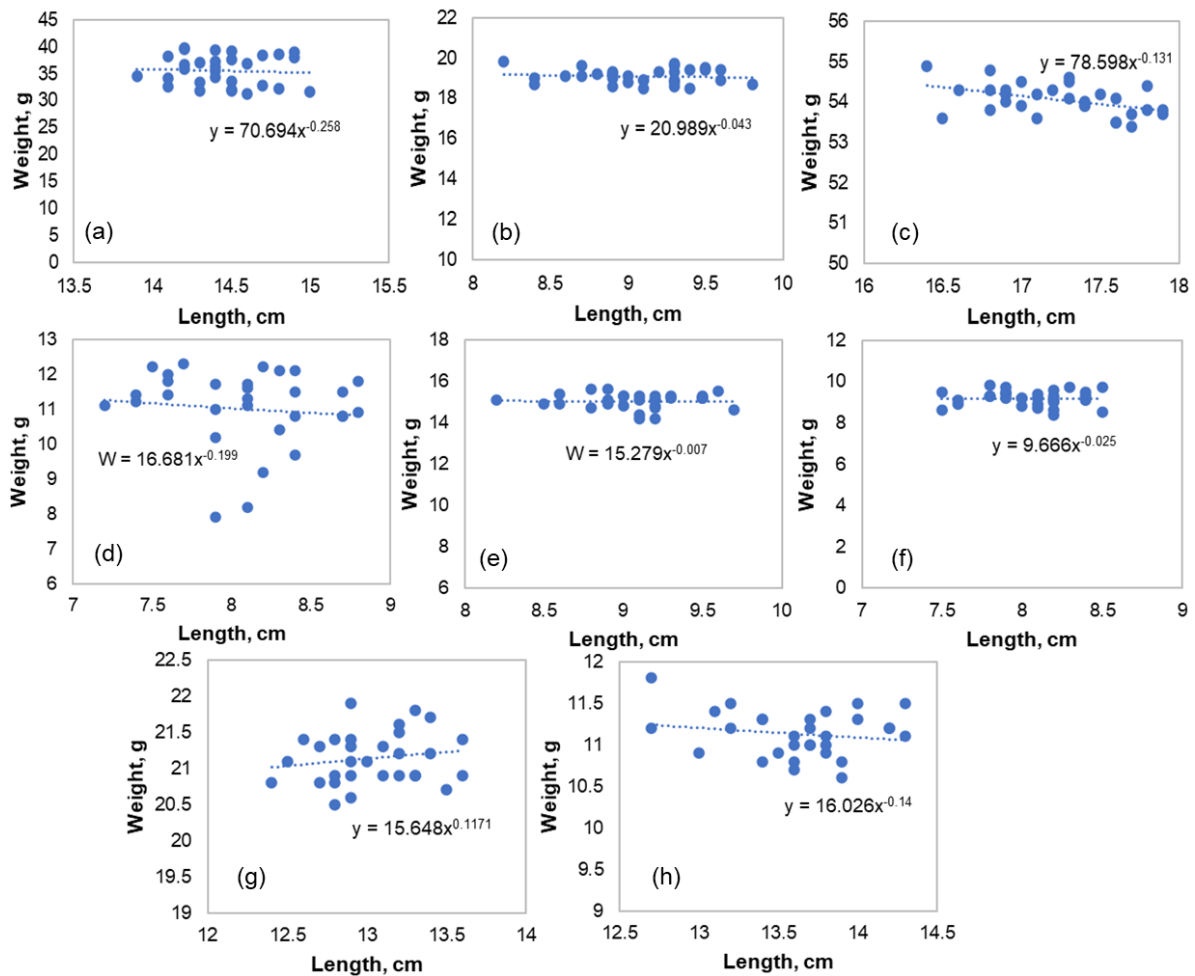 45
40
35
30
25
20
15
10
5
0
Weight, g
y = 70.694x^-0.258
(a)
13.5 14 14.5 15 15.5
Length, cm
22
20
18
16
14
12
10
Weight, g
y = 20.989x^-0.043
(b)
8 8.5 9 9.5 10
Length, cm
56
55
54
53
52
51
50
Weight, g
y = 78.598x^-0.131
(c)
16 16.5 17 17.5 18
Length, cm
13
12
11
10
9
8
7
6
Weight, g
W = 16.681x^-0.199
(d)
7 7.5 8 8.5 9
Length, cm
18
16
14
12
10
8
6
Weight, g
W = 15.279x^-0.007
(e)
8 8.5 9 9.5 10
Length, cm
12
10
8
6
4
2
0
Weight, g
y = 9.666x^-0.025
(f)
7 7.5 8 8.5 9
Length, cm
22.5
22
21.5
21
20.5
20
19.5
19
Weight, g
y = 15.648x^0.1171
(g)
12 12.5 13 13.5 14
Length, cm
12
11.5
11
10.5
10
9.5
9
Weight, g
y = 16.026x^-0.14
(h)
12.5 13 13.5 14 14.5
Length, cm